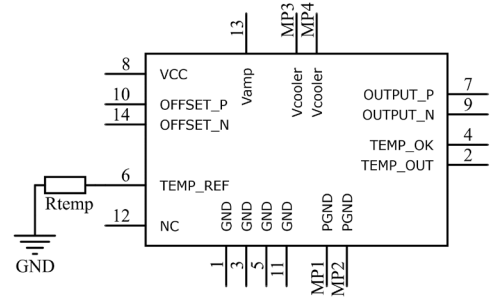 13
MP3
MP4
8
VCC
Vamp
Vcooler
Vcooler
10
OFFSET_P
14
OFFSET_N
OUTPUT_P
7
OUTPUT_N
9
TEMP_OK
4
TEMP_OUT
2
6
TEMP_REF
Rtemp
12
NC
GND
GND
GND
GND
PGND
PGND
GND
1
3
5
11
MP1
MP2